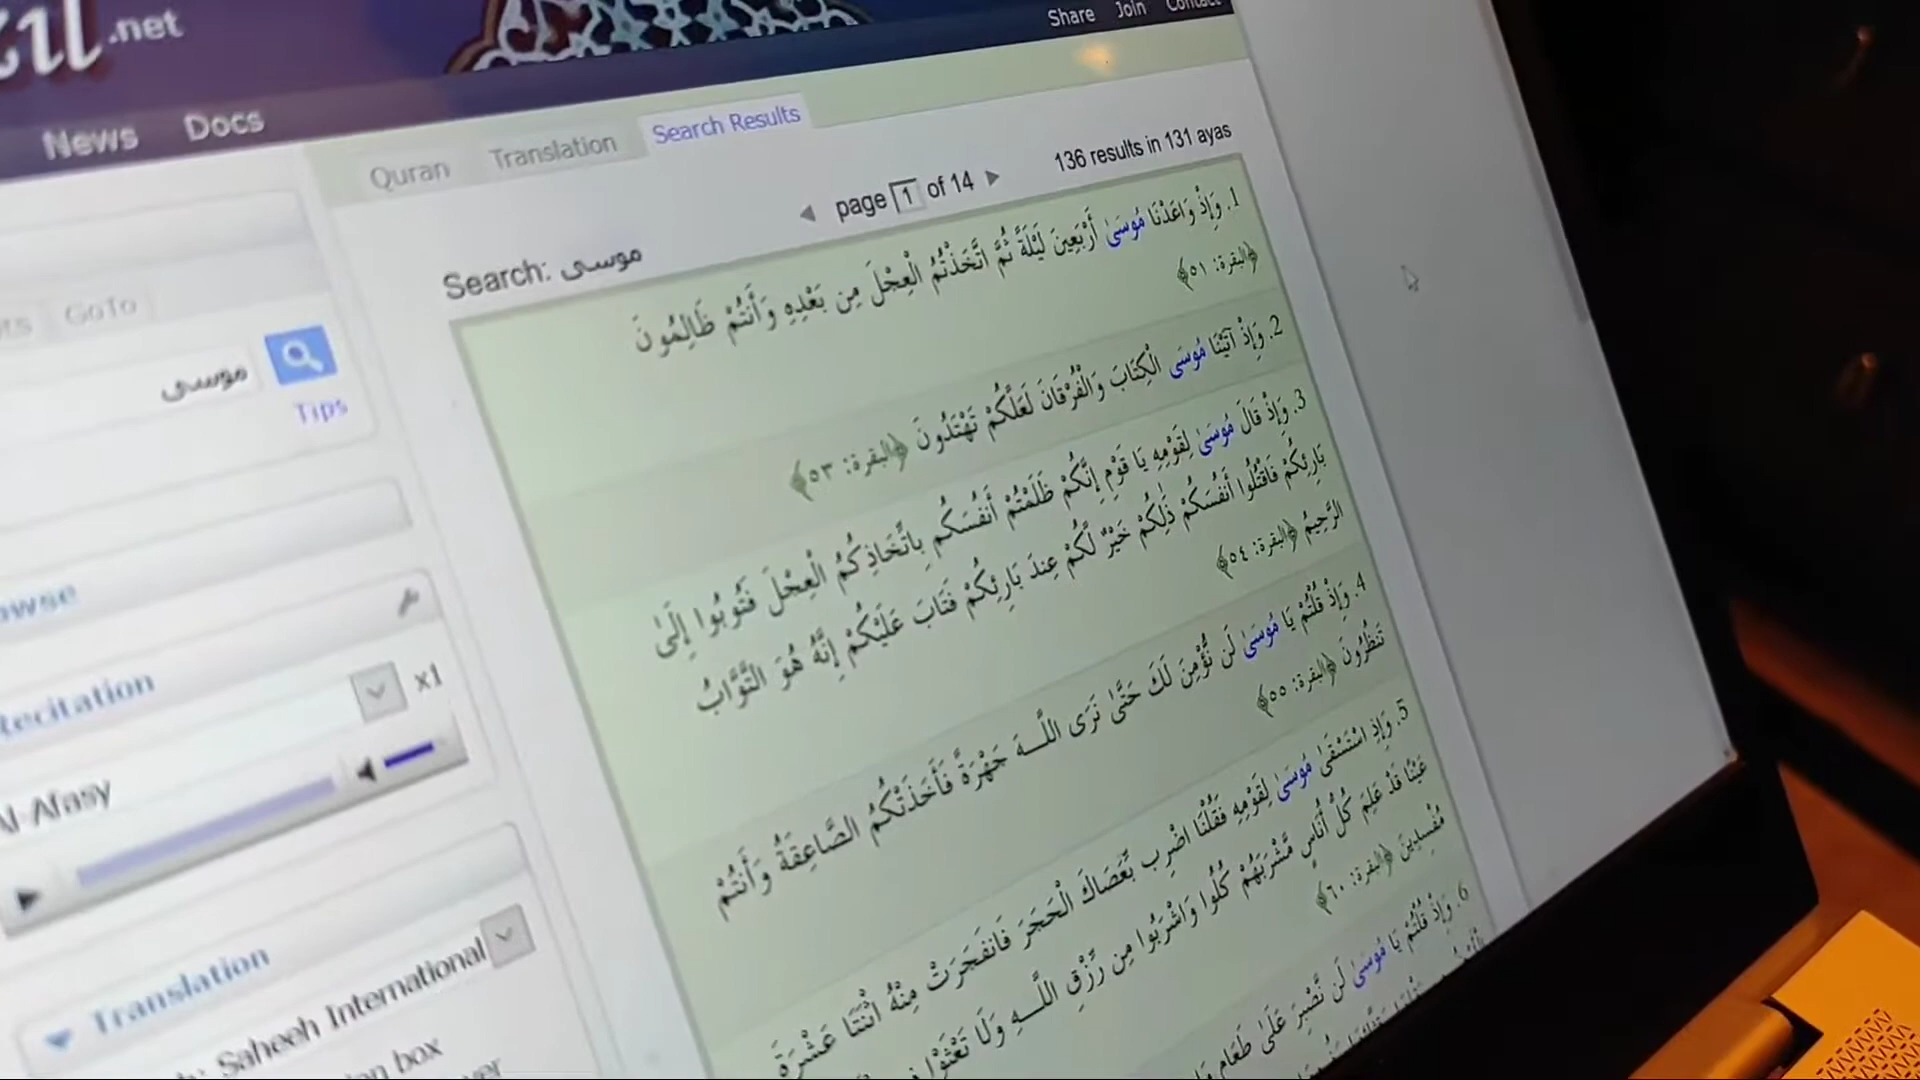 .net
Share Join Contact
News Docs
Quran Translation Search Results
page 1 of 14
136 results in 131 ayas
Search: موسى
GoTo
موسى
Tips
Recitation
x1
Al-Afasy
Translation
Saheeh International
1. وَإِذْ وَاعَدْنَا مُوسَىٰ أَرْبَعِينَ لَيْلَةً ثُمَّ اتَّخَذْتُمُ الْعِجْلَ مِن بَعْدِهِ وَأَنتُمْ ظَالِمُونَ
﴿البقرة: ٥١﴾
2. وَإِذْ آتَيْنَا مُوسَى الْكِتَابَ وَالْفُرْقَانَ لَعَلَّكُمْ تَهْتَدُونَ ﴿البقرة: ٥٣﴾
3. وَإِذْ قَالَ مُوسَىٰ لِقَوْمِهِ يَا قَوْمِ إِنَّكُمْ ظَلَمْتُمْ أَنفُسَكُم بِاتِّخَاذِكُمُ الْعِجْلَ فَتُوبُوا إِلَىٰ
بَارِئِكُمْ فَاقْتُلُوا أَنفُسَكُمْ ذَٰلِكُمْ خَيْرٌ لَّكُمْ عِندَ بَارِئِكُمْ فَتَابَ عَلَيْكُمْ إِنَّهُ هُوَ التَّوَّابُ
الرَّحِيمُ ﴿البقرة: ٥٤﴾
4. وَإِذْ قُلْتُمْ يَا مُوسَىٰ لَن نُّؤْمِنَ لَكَ حَتَّىٰ نَرَى اللَّـهَ جَهْرَةً فَأَخَذَتْكُمُ الصَّاعِقَةُ وَأَنتُمْ
تَنظُرُونَ ﴿البقرة: ٥٥﴾
5. وَإِذِ اسْتَسْقَىٰ مُوسَىٰ لِقَوْمِهِ فَقُلْنَا اضْرِب بِّعَصَاكَ الْحَجَرَ فَانفَجَرَتْ مِنْهُ اثْنَتَا عَشْرَةَ
عَيْنًا قَدْ عَلِمَ كُلُّ أُنَاسٍ مَّشْرَبَهُمْ كُلُوا وَاشْرَبُوا مِن رِّزْقِ اللَّـهِ وَلَا تَعْثَوْا
مُفْسِدِينَ ﴿البقرة: ٦٠﴾
6. وَإِذْ قُلْتُمْ يَا مُوسَىٰ لَن نَّصْبِرَ عَلَىٰ طَعَامٍ